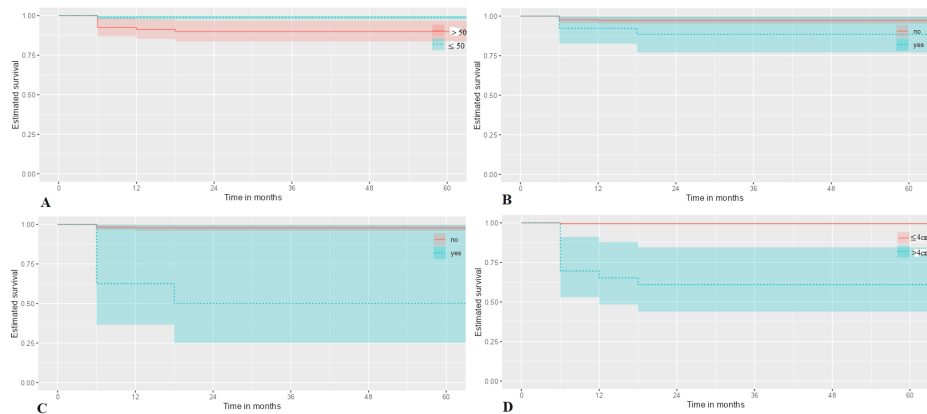 1.00
0.75
0.50
0.25
0.00
Estimated survival
> 50
≤ 50
0
12
24
36
48
60
Time in months
A
1.00
0.75
0.50
0.25
0.00
Estimated survival
no
yes
0
12
24
36
48
60
Time in months
B
1.00
0.75
0.50
0.25
0.00
Estimated survival
no
yes
0
12
24
36
48
60
Time in months
C
1.00
0.75
0.50
0.25
0.00
Estimated survival
≤4cm
>4cm
0
12
24
36
48
60
Time in months
D